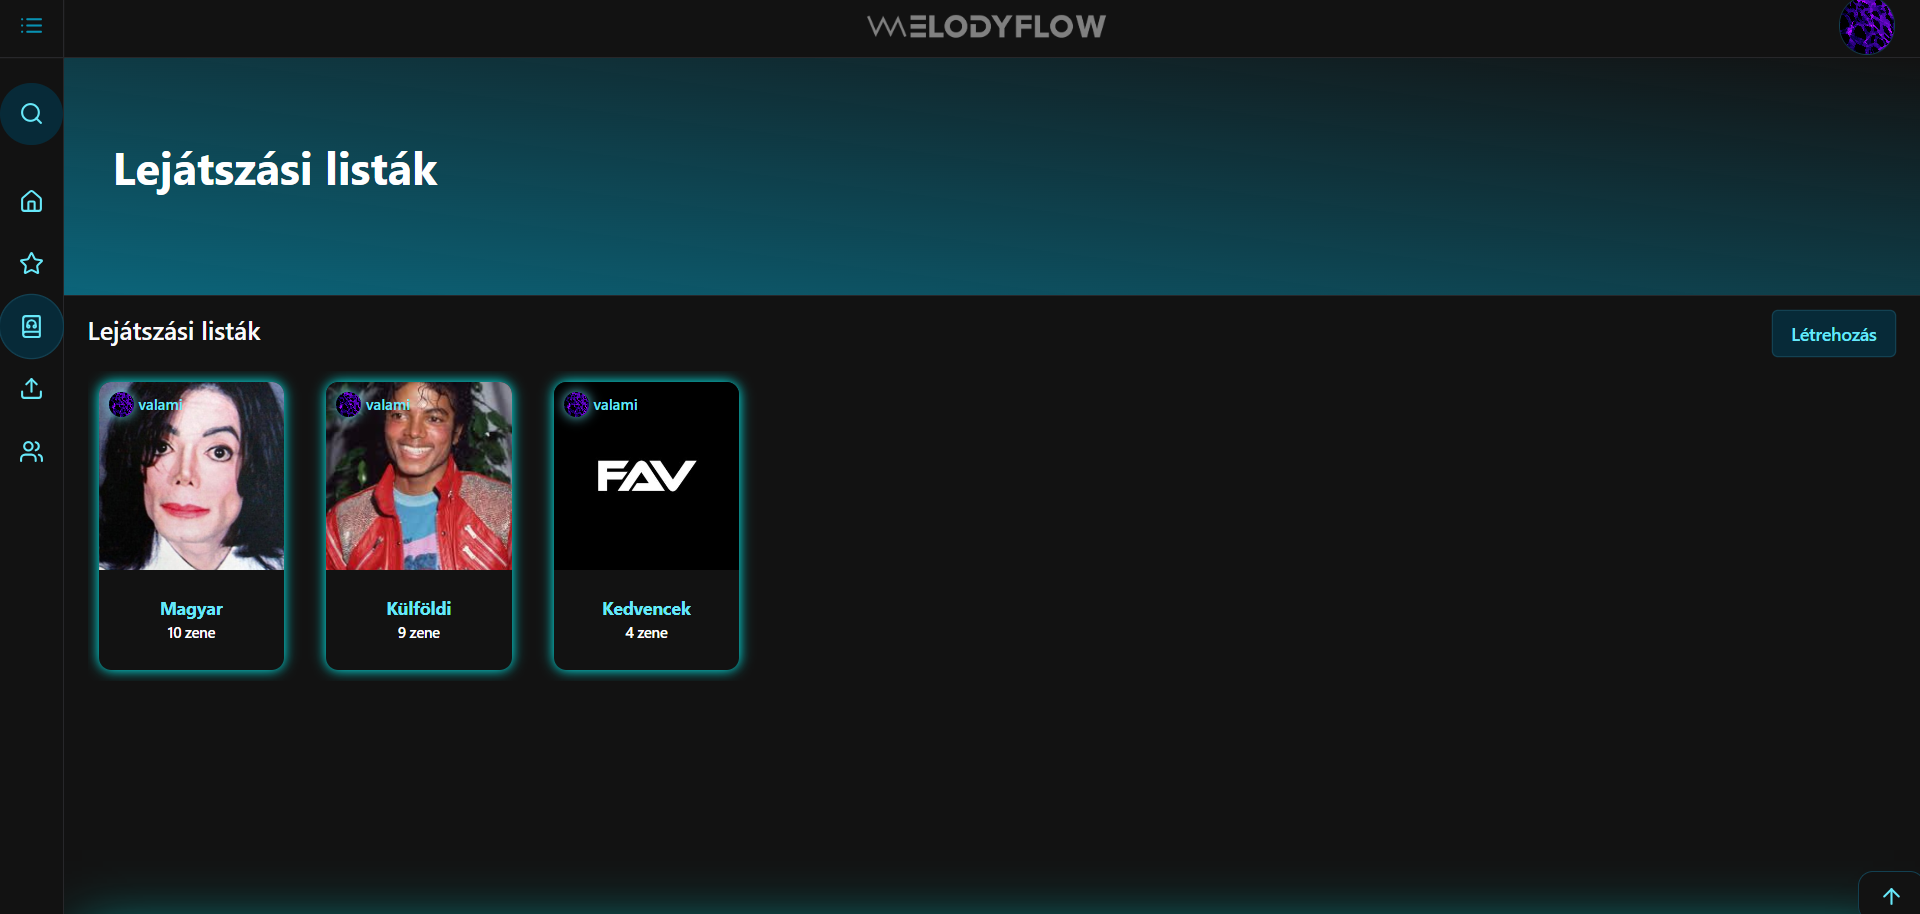 MELODYFLOW
Lejátszási listák
Lejátszási listák
Létrehozás
valami
valami
valami
FAV
Magyar
10 zene
Külföldi
9 zene
Kedvencek
4 zene